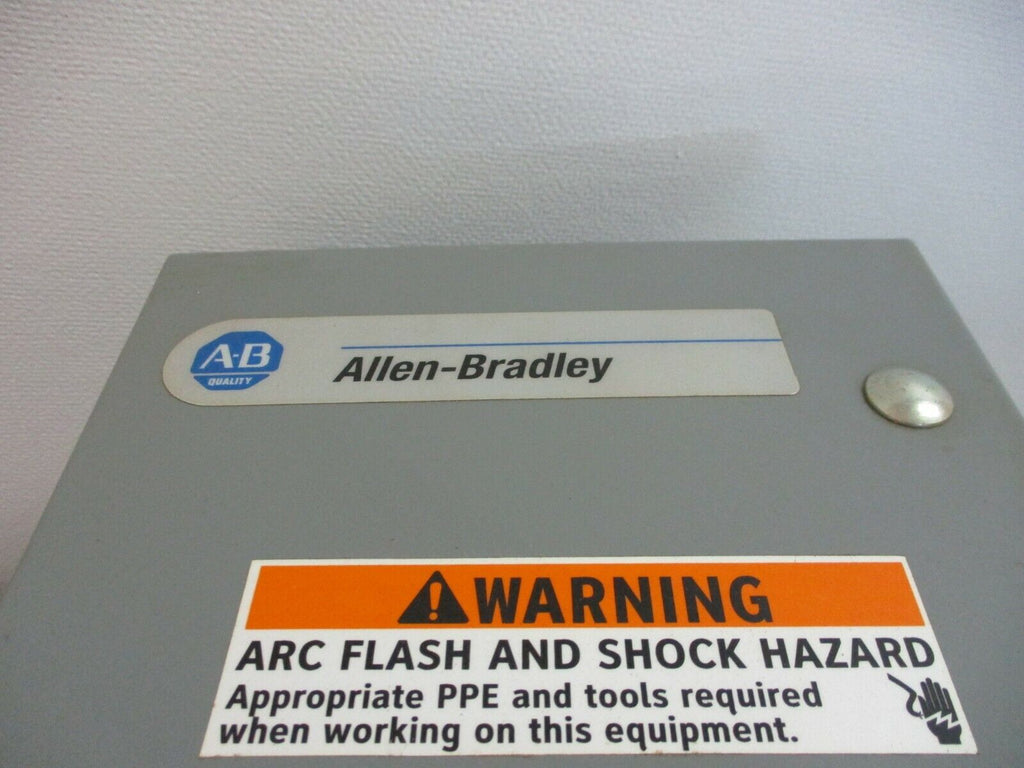 A-B
QUALITY
Allen-Bradley
WARNING
ARC FLASH AND SHOCK HAZARD
Appropriate PPE and tools required
when working on this equipment.